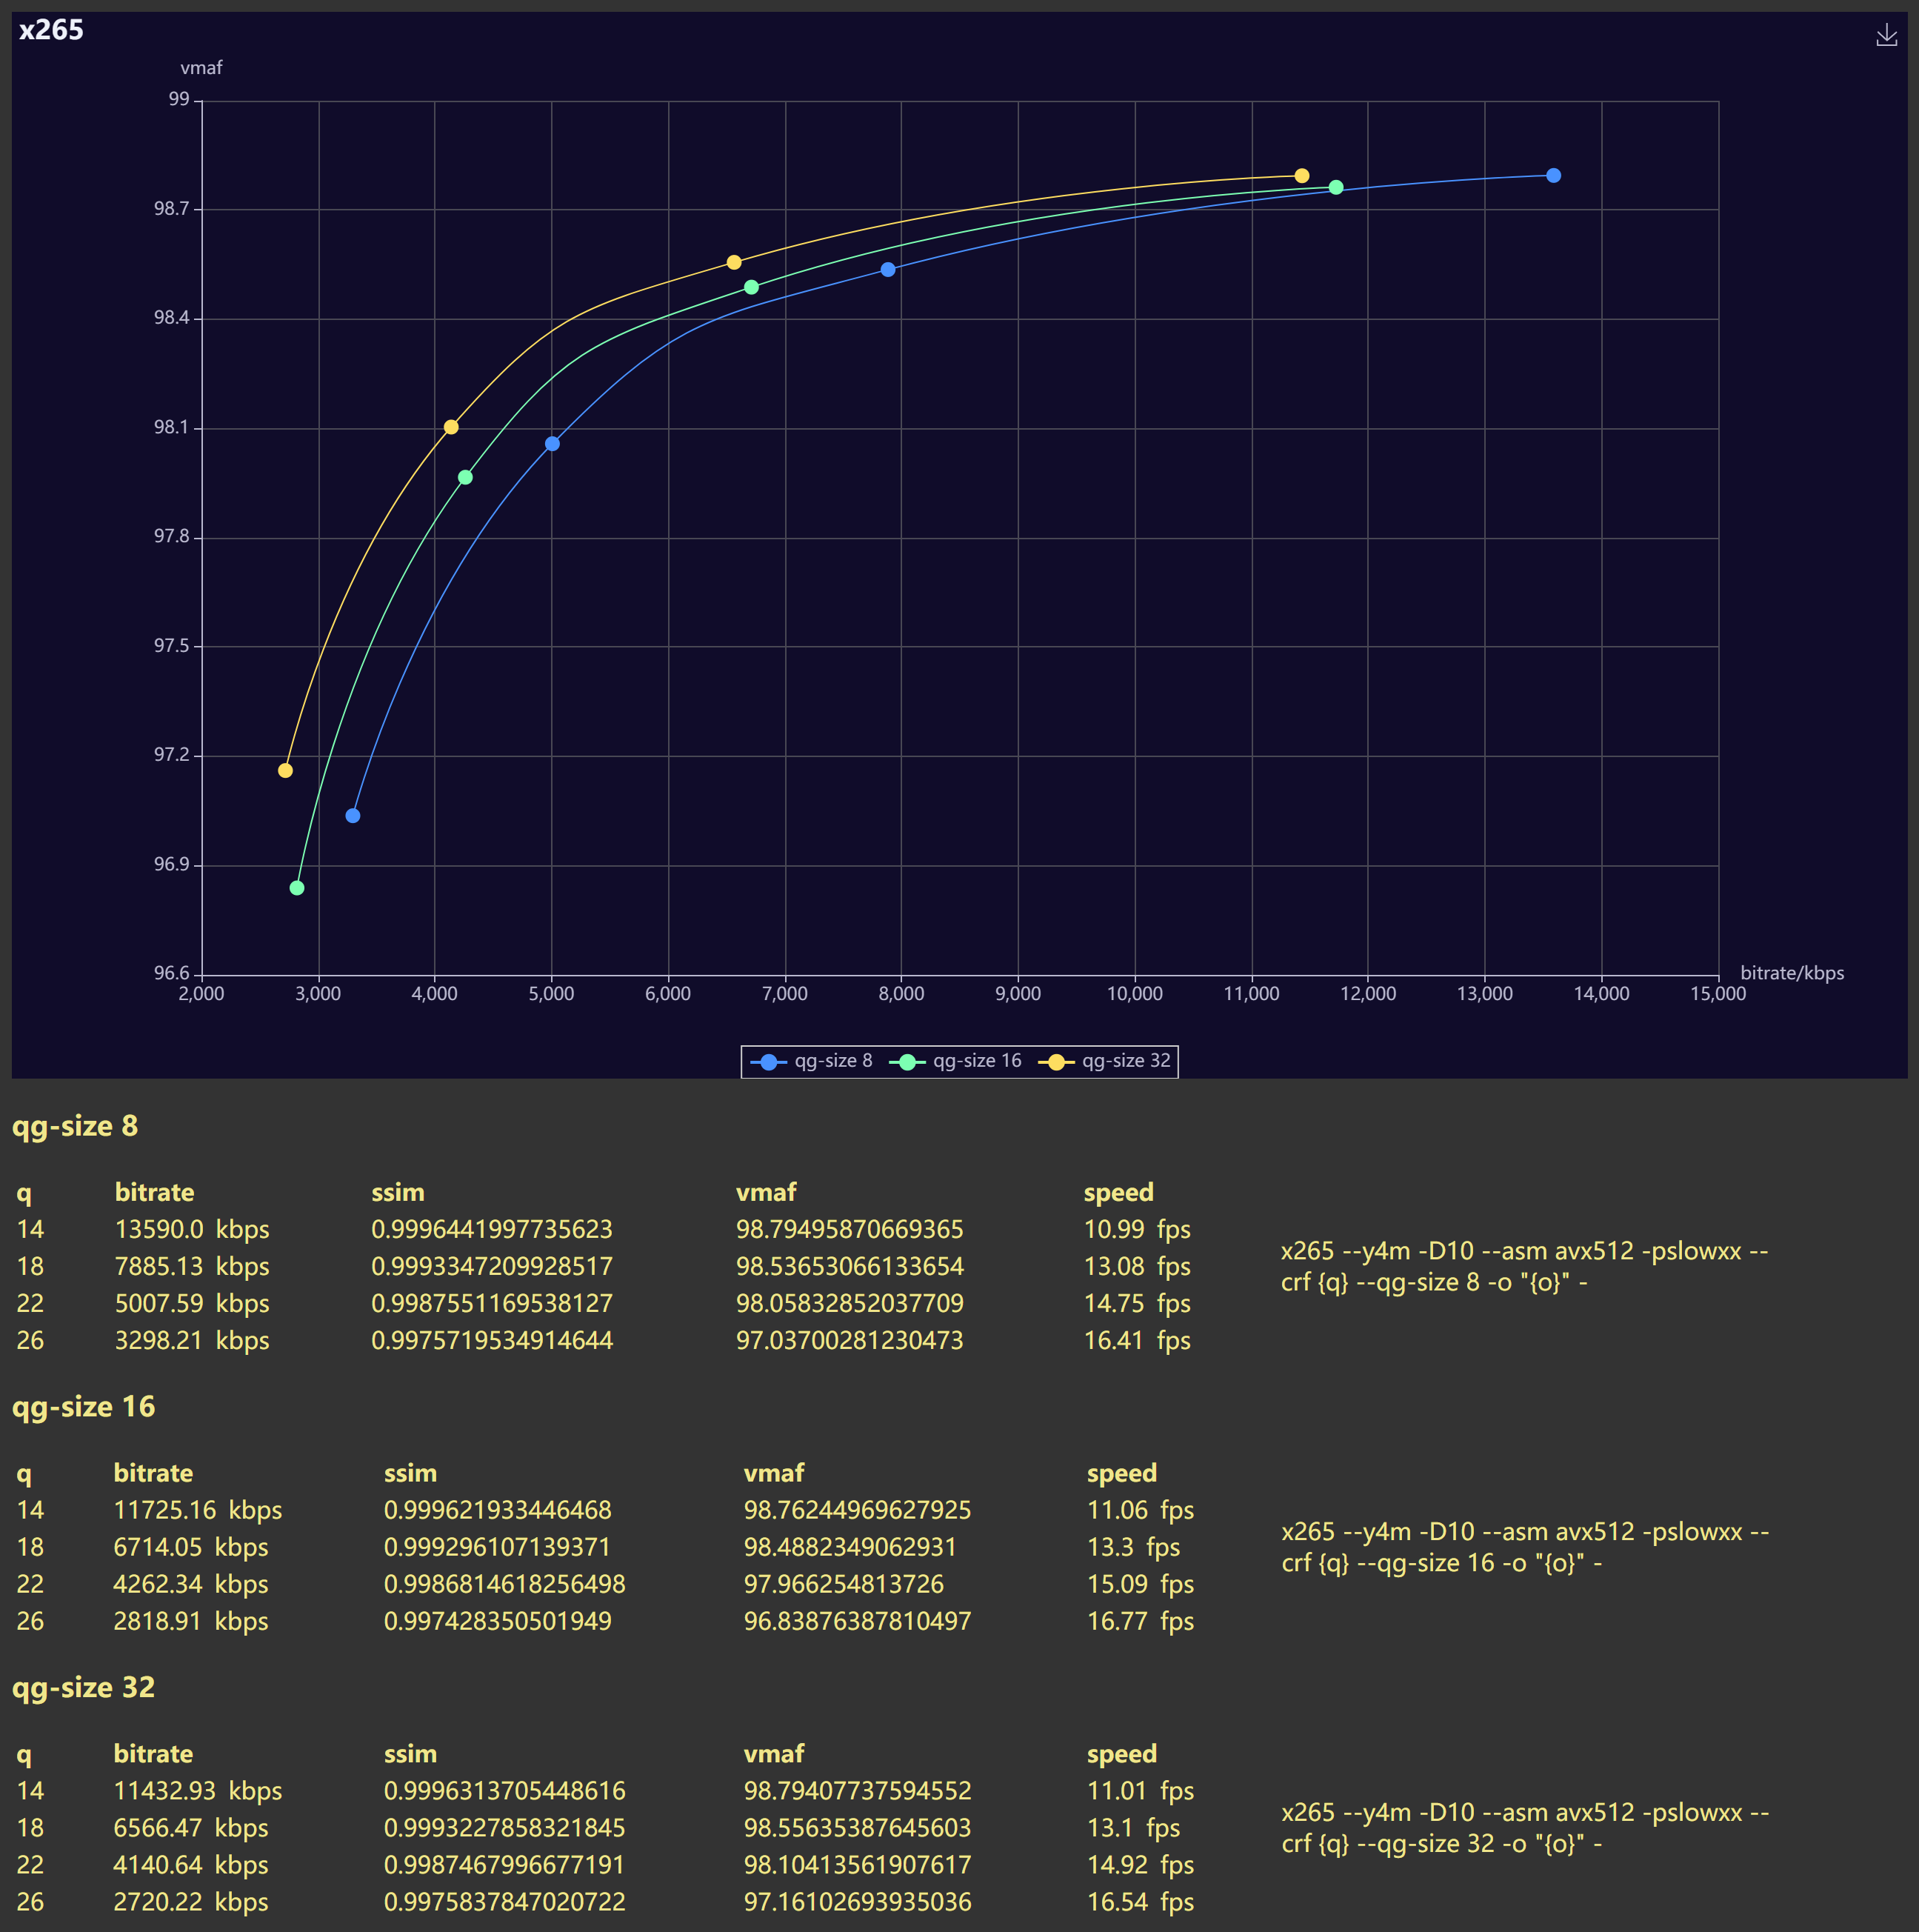 x265
vmaf
99
98.7
98.4
98.1
97.8
97.5
97.2
96.9
96.6
2,000 3,000 4,000 5,000 6,000 7,000 8,000 9,000 10,000 11,000 12,000 13,000 14,000 15,000
bitrate/kbps
qg-size 8 qg-size 16 qg-size 32
qg-size 8
q bitrate ssim vmaf speed
14 13590.0 kbps 0.9996441997735623 98.79495870669365 10.99 fps
18 7885.13 kbps 0.9993347209928517 98.53653066133654 13.08 fps
22 5007.59 kbps 0.9987551169538127 98.05832852037709 14.75 fps
26 3298.21 kbps 0.9975719534914644 97.03700281230473 16.41 fps
x265 --y4m -D10 --asm avx512 -pslowxx --
crf {q} --qg-size 8 -o "{o}" -
qg-size 16
q bitrate ssim vmaf speed
14 11725.16 kbps 0.999621933446468 98.76244969627925 11.06 fps
18 6714.05 kbps 0.999296107139371 98.4882349062931 13.3 fps
22 4262.34 kbps 0.9986814618256498 97.966254813726 15.09 fps
26 2818.91 kbps 0.997428350501949 96.83876387810497 16.77 fps
x265 --y4m -D10 --asm avx512 -pslowxx --
crf {q} --qg-size 16 -o "{o}" -
qg-size 32
q bitrate ssim vmaf speed
14 11432.93 kbps 0.9996313705448616 98.79407737594552 11.01 fps
18 6566.47 kbps 0.9993227858321845 98.55635387645603 13.1 fps
22 4140.64 kbps 0.9987467996677191 98.10413561907617 14.92 fps
26 2720.22 kbps 0.9975837847020722 97.16102693935036 16.54 fps
x265 --y4m -D10 --asm avx512 -pslowxx --
crf {q} --qg-size 32 -o "{o}" -